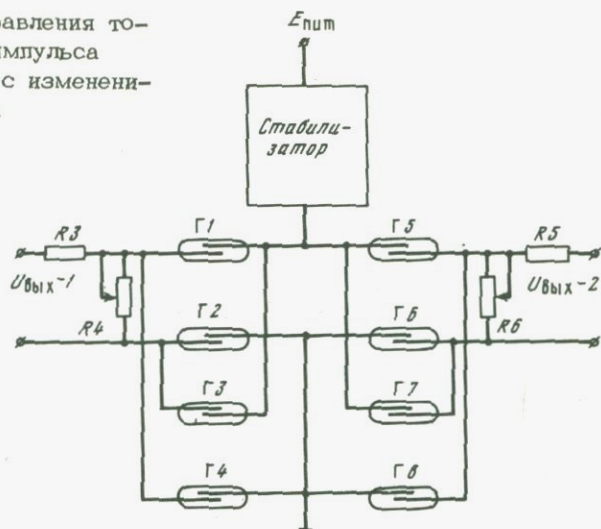 авления то-
импульса
с изменени-
Eпит
Стабили-
затор
R3
Г1
Г5
R5
Uвых-1
Uвых-2
R4
Г2
Г6
R6
Г3
Г7
Г4
Г8